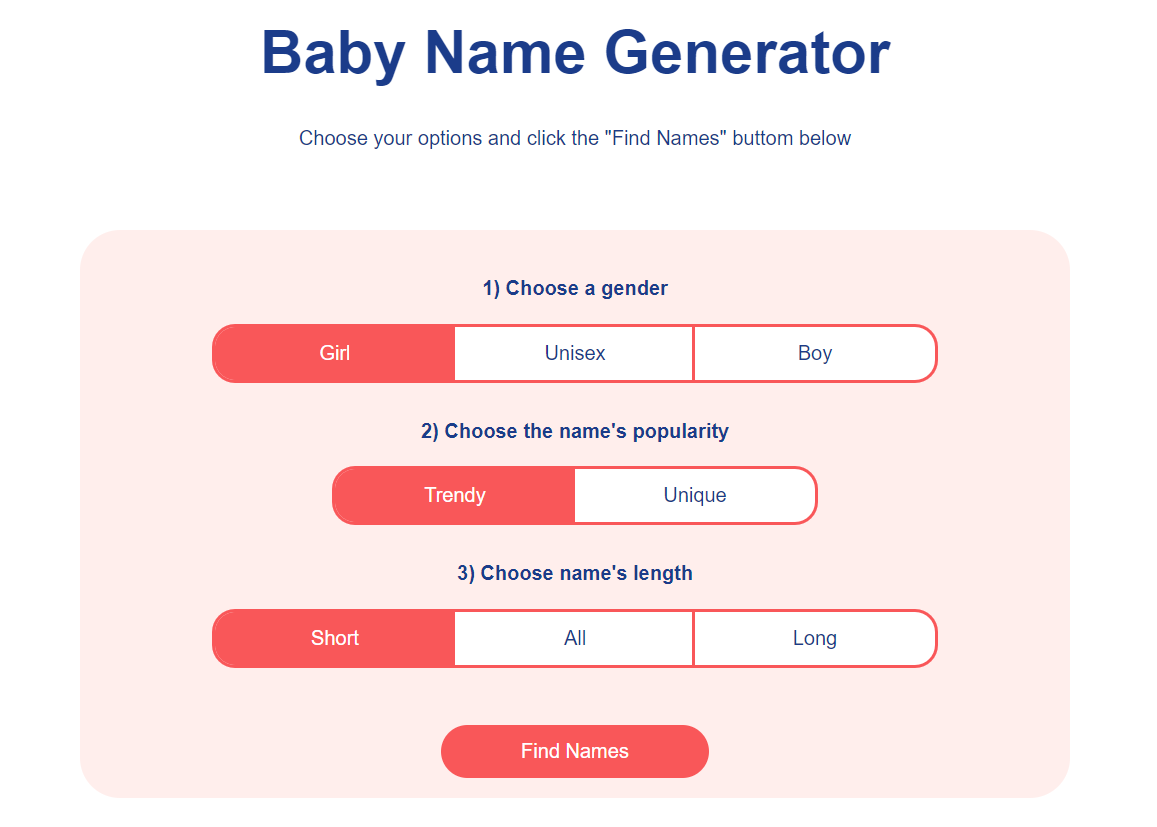 Baby Name Generator
Choose your options and click the "Find Names" buttom below
1) Choose a gender
Girl Unisex Boy
2) Choose the name's popularity
Trendy Unique
3) Choose name's length
Short All Long
Find Names